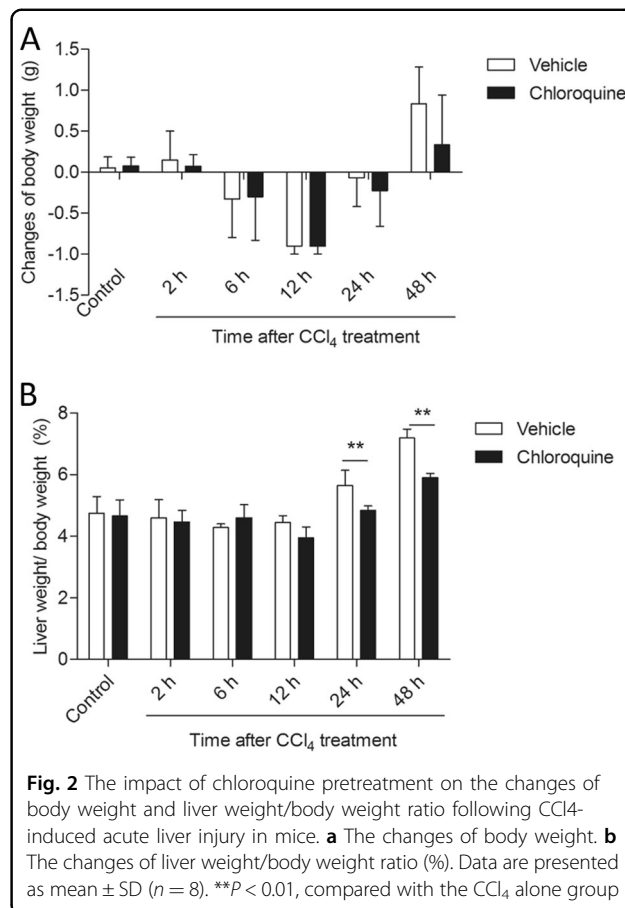 A
Changes of body weight (g)
1.5
1.0
0.5
0.0
-0.5
-1.0
-1.5
Vehicle
Chloroquine
Control
2 h
6 h
12 h
24 h
48 h
Time after CCl₄ treatment
B
Liver weight/ body weight (%)
8
6
4
2
0
**
**
Vehicle
Chloroquine
Control
2 h
6 h
12 h
24 h
48 h
Time after CCl₄ treatment
Fig. 2 The impact of chloroquine pretreatment on the changes of
body weight and liver weight/body weight ratio following CCl4-
induced acute liver injury in mice. a The changes of body weight. b
The changes of liver weight/body weight ratio (%). Data are presented
as mean ± SD (n = 8). **P < 0.01, compared with the CCl₄ alone group